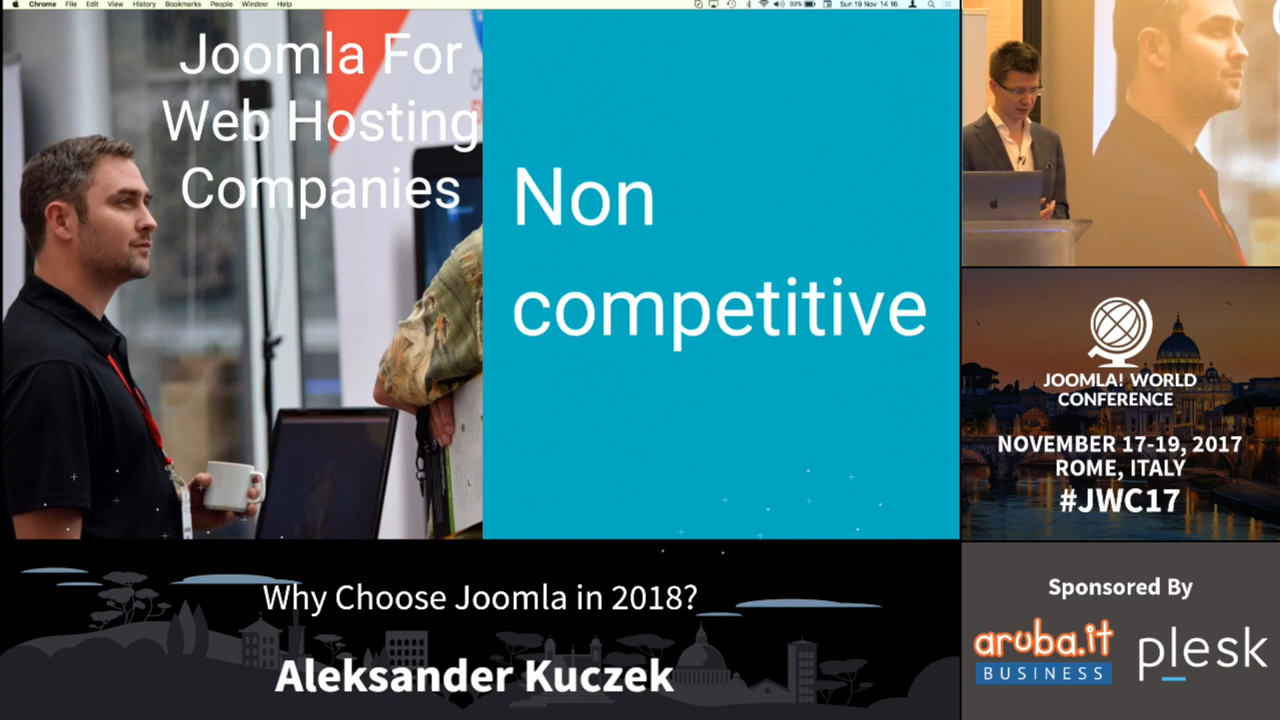 Chrome File Edit View History Bookmarks People Window Help
93% Sun 19 Nov 14 16
Joomla For
Web Hosting
Companies
Non
competitive
JOOMLA! WORLD
CONFERENCE
NOVEMBER 17-19, 2017
ROME, ITALY
#JWC17
Why Choose Joomla in 2018?
Aleksander Kuczek
Sponsored By
aruba.it
BUSINESS
plesk